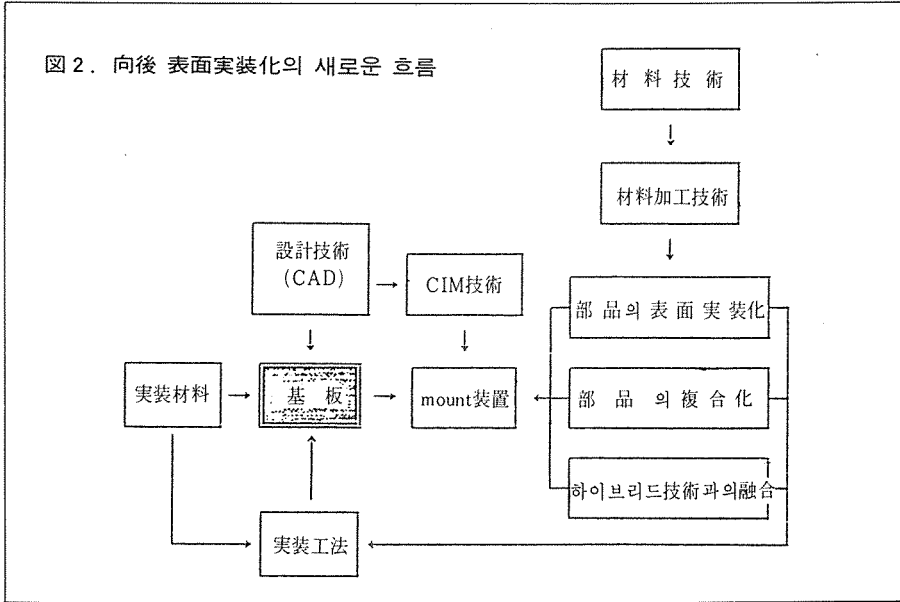 図2. 向後 表面実装化의 새로운 흐름
材料技術
材料加工技術
設計技術
(CAD)
CIM技術
部品의表面実装化
実装材料
基板
mount装置
部品의複合化
하이브리드技術과의融合
実装工法